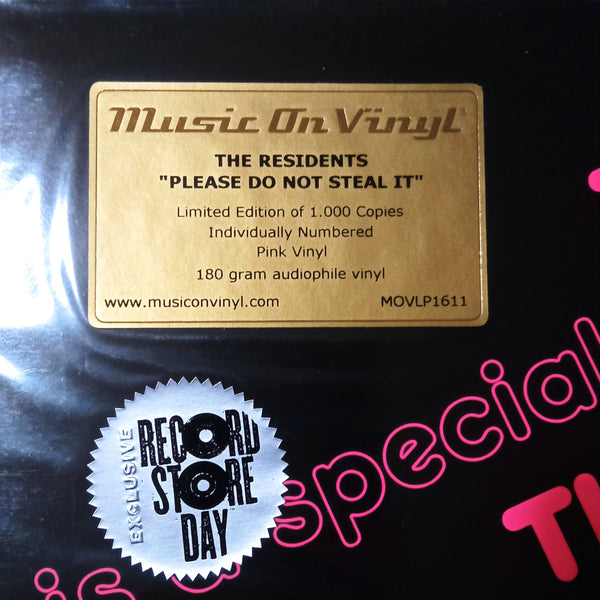 Music On Vinyl
THE RESIDENTS
"PLEASE DO NOT STEAL IT"
Limited Edition of 1.000 Copies
Individually Numbered
Pink Vinyl
180 gram audiophile vinyl
www.musiconvinyl.com MOVLP1611
EXCLUSIVE
RECORD
STORE
DAY
is a special